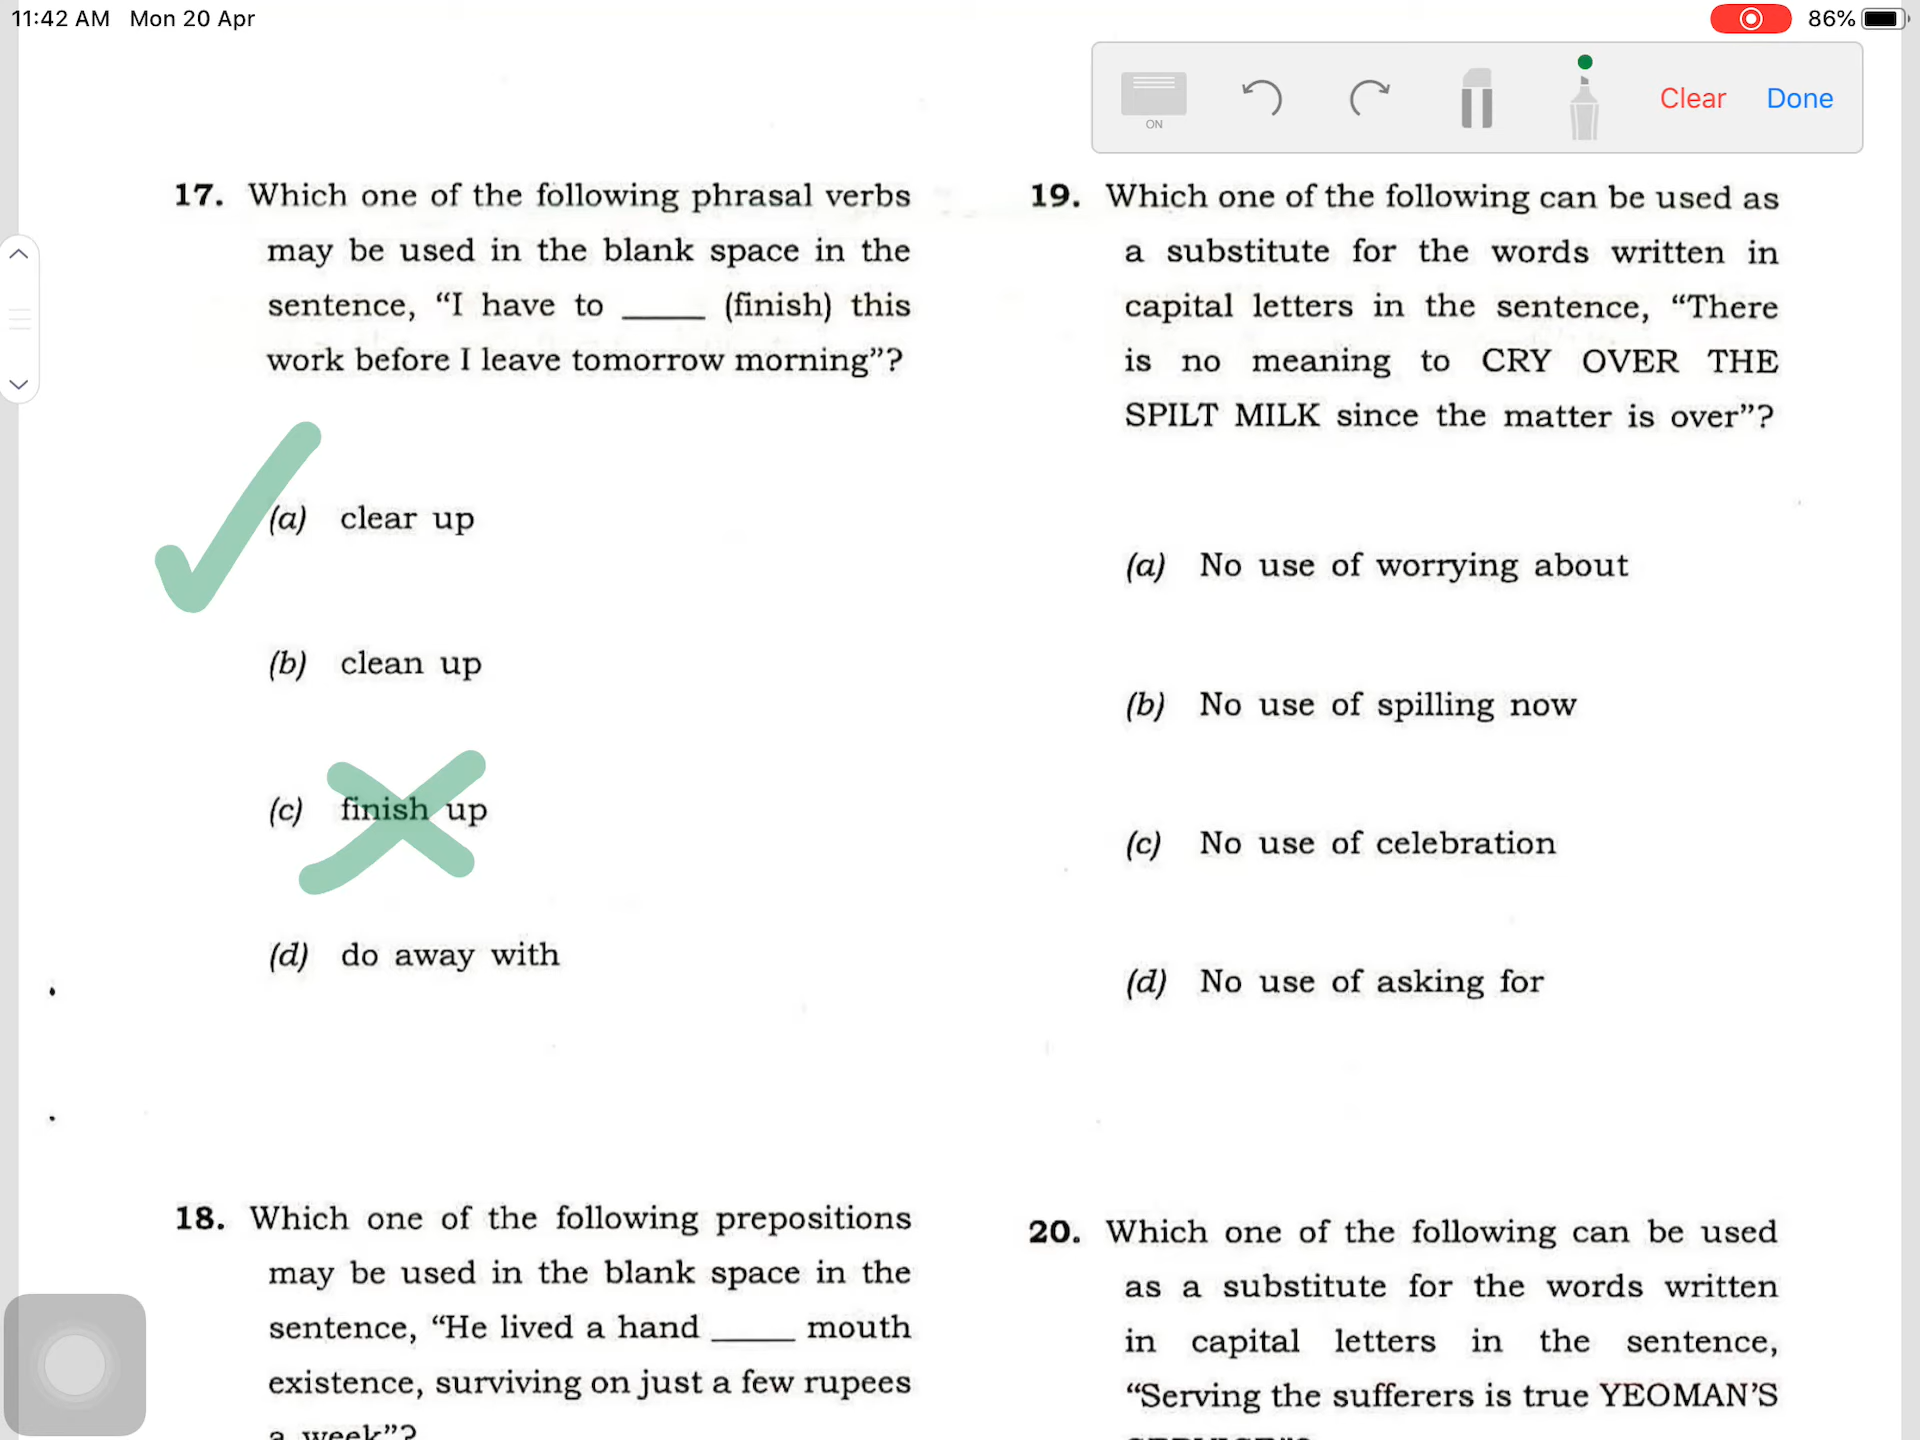 11:42 AM Mon 20 Apr
86%
ON
Clear Done
17. Which one of the following phrasal verbs
may be used in the blank space in the
sentence, “I have to _____ (finish) this
work before I leave tomorrow morning”?
(a) clear up
(b) clean up
(c) finish up
(d) do away with
18. Which one of the following prepositions
may be used in the blank space in the
sentence, “He lived a hand _____ mouth
existence, surviving on just a few rupees
a week”?
19. Which one of the following can be used as
a substitute for the words written in
capital letters in the sentence, “There
is no meaning to CRY OVER THE
SPILT MILK since the matter is over”?
(a) No use of worrying about
(b) No use of spilling now
(c) No use of celebration
(d) No use of asking for
20. Which one of the following can be used
as a substitute for the words written
in capital letters in the sentence,
“Serving the sufferers is true YEOMAN’S